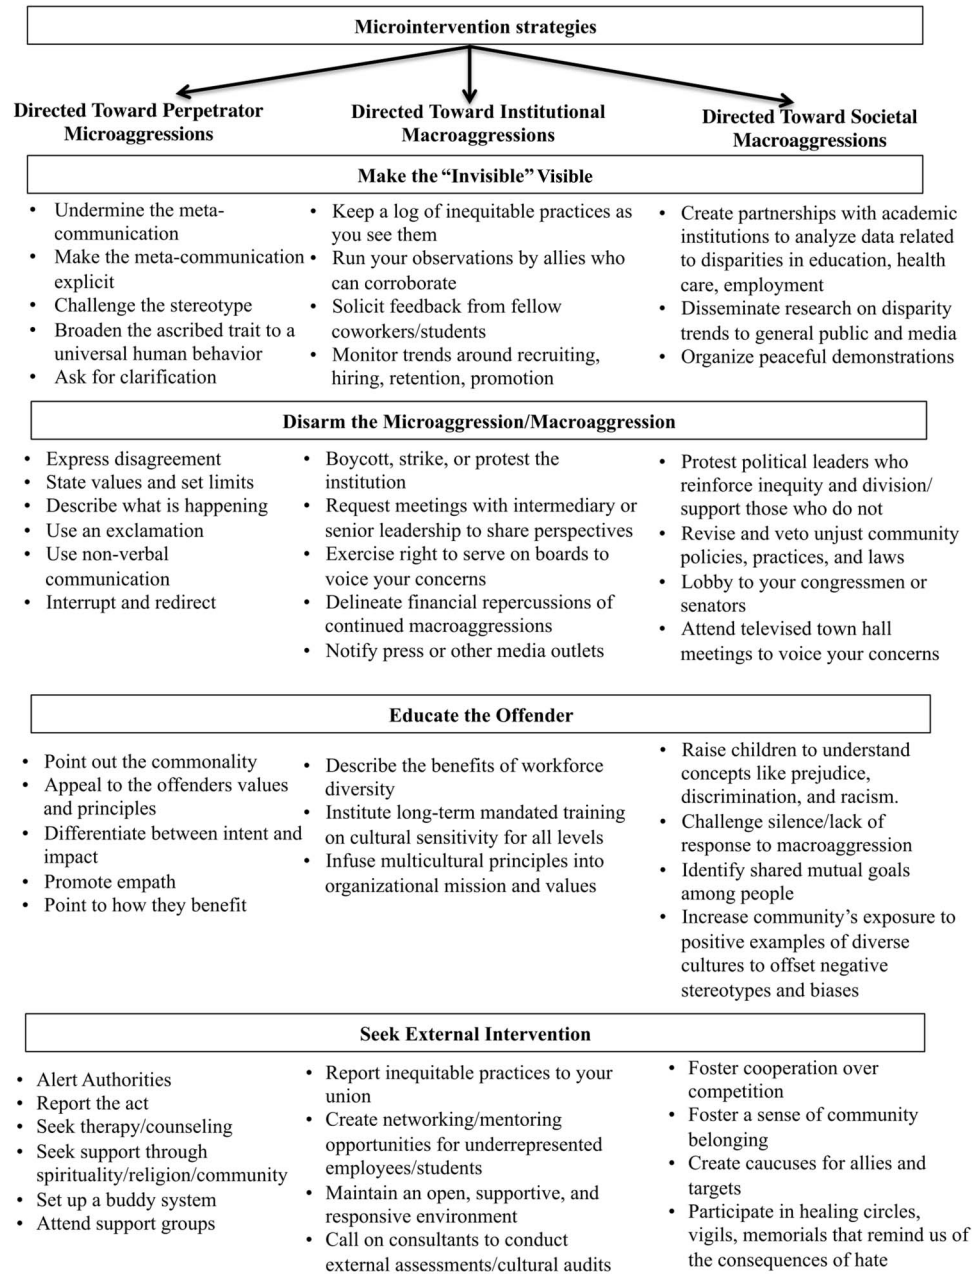 Microintervention strategies
Directed Toward Perpetrator
Microaggressions
Directed Toward Institutional
Macroaggressions
Directed Toward Societal
Macroaggressions
Make the “Invisible” Visible
• Undermine the meta-
communication
• Make the meta-communication
explicit
• Challenge the stereotype
• Broaden the ascribed trait to a
universal human behavior
• Ask for clarification
• Keep a log of inequitable practices as
you see them
• Run your observations by allies who
can corroborate
• Solicit feedback from fellow
coworkers/students
• Monitor trends around recruiting,
hiring, retention, promotion
• Create partnerships with academic
institutions to analyze data related
to disparities in education, health
care, employment
• Disseminate research on disparity
trends to general public and media
• Organize peaceful demonstrations
Disarm the Microaggression/Macroaggression
• Express disagreement
• State values and set limits
• Describe what is happening
• Use an exclamation
• Use non-verbal
communication
• Interrupt and redirect
• Boycott, strike, or protest the
institution
• Request meetings with intermediary or
senior leadership to share perspectives
• Exercise right to serve on boards to
voice your concerns
• Delineate financial repercussions of
continued macroaggressions
• Notify press or other media outlets
• Protest political leaders who
reinforce inequity and division/
support those who do not
• Revise and veto unjust community
policies, practices, and laws
• Lobby to your congressmen or
senators
• Attend televised town hall
meetings to voice your concerns
Educate the Offender
• Point out the commonality
• Appeal to the offenders values
and principles
• Differentiate between intent and
impact
• Promote empath
• Point to how they benefit
• Describe the benefits of workforce
diversity
• Institute long-term mandated training
on cultural sensitivity for all levels
• Infuse multicultural principles into
organizational mission and values
• Raise children to understand
concepts like prejudice,
discrimination, and racism.
• Challenge silence/lack of
response to macroaggression
• Identify shared mutual goals
among people
• Increase community’s exposure to
positive examples of diverse
cultures to offset negative
stereotypes and biases
Seek External Intervention
• Alert Authorities
• Report the act
• Seek therapy/counseling
• Seek support through
spirituality/religion/community
• Set up a buddy system
• Attend support groups
• Report inequitable practices to your
union
• Create networking/mentoring
opportunities for underrepresented
employees/students
• Maintain an open, supportive, and
responsive environment
• Call on consultants to conduct
external assessments/cultural audits
• Foster cooperation over
competition
• Foster a sense of community
belonging
• Create caucuses for allies and
targets
• Participate in healing circles,
vigils, memorials that remind us of
the consequences of hate